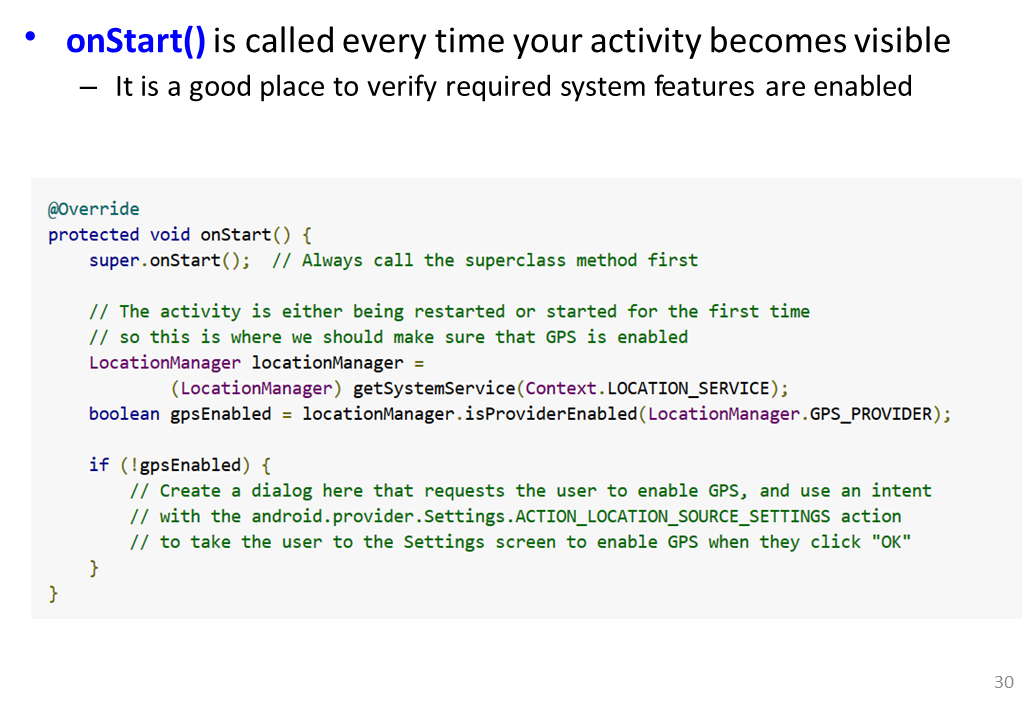 • onStart() is called every time your activity becomes visible
– It is a good place to verify required system features are enabled
@Override
protected void onStart() {
    super.onStart();  // Always call the superclass method first

    // The activity is either being restarted or started for the first time
    // so this is where we should make sure that GPS is enabled
    LocationManager locationManager =
            (LocationManager) getSystemService(Context.LOCATION_SERVICE);
    boolean gpsEnabled = locationManager.isProviderEnabled(LocationManager.GPS_PROVIDER);

    if (!gpsEnabled) {
        // Create a dialog here that requests the user to enable GPS, and use an intent
        // with the android.provider.Settings.ACTION_LOCATION_SOURCE_SETTINGS action
        // to take the user to the Settings screen to enable GPS when they click "OK"
    }
}
30